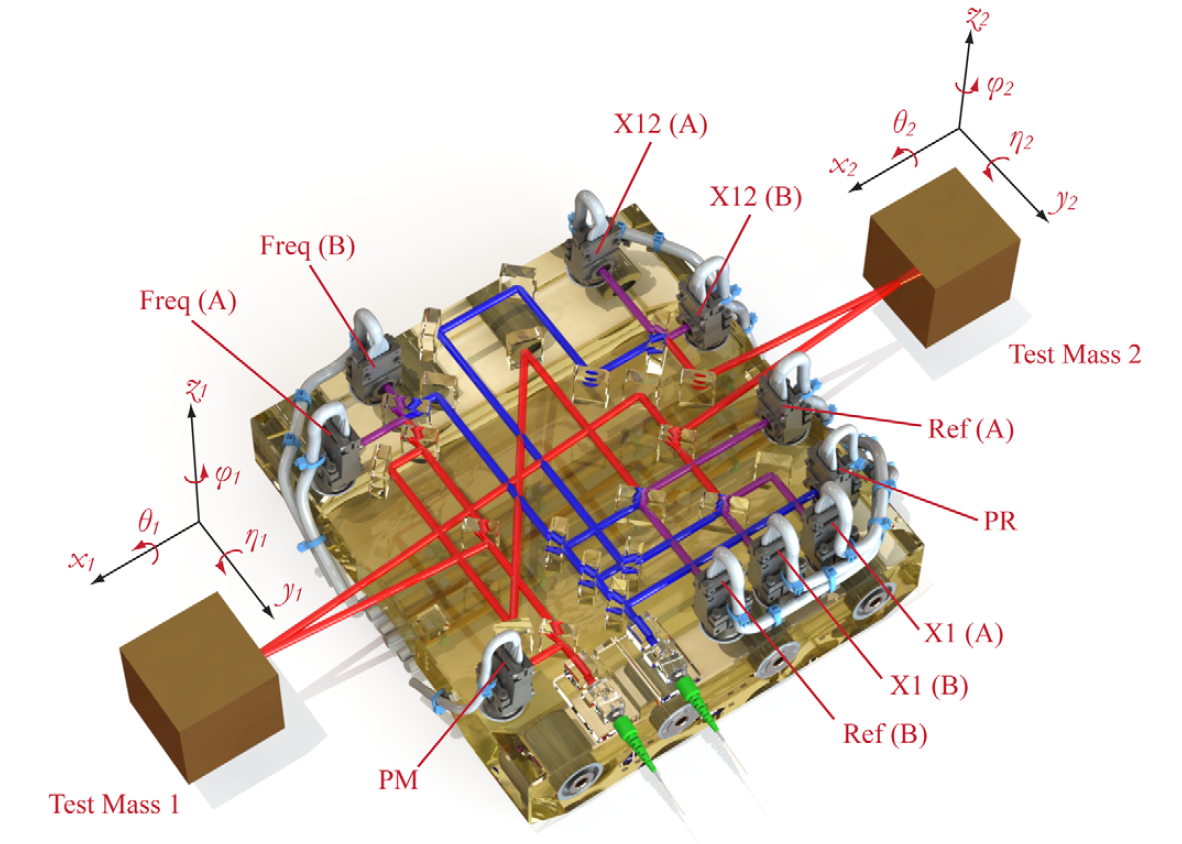 z2
φ2
θ2
η2
x2
y2
X12 (A)
X12 (B)
Freq (B)
Freq (A)
Test Mass 2
z1
φ1
θ1
η1
x1
y1
Ref (A)
PR
X1 (A)
X1 (B)
Ref (B)
PM
Test Mass 1